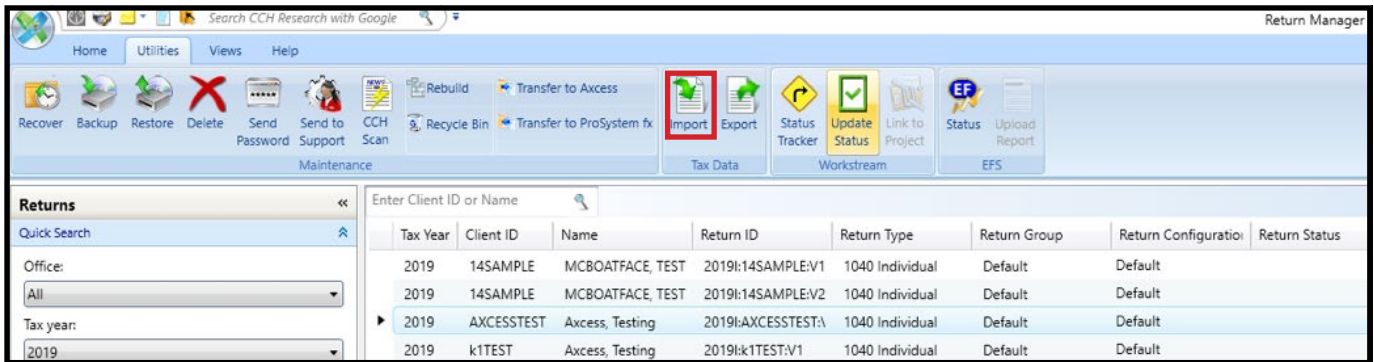 Search CCH Research with Google
Return Manager
Home Utilities Views Help
Rebuild Transfer to Axcess
Recycle Bin Transfer to ProSystem fx
Recover Backup Restore Delete Send Password Send to Support CCH Scan Import Export Status Tracker Update Status Link to Project EF Status Upload Report
Maintenance Tax Data Workstream EFS
Returns «
Enter Client ID or Name
Quick Search
Tax Year Client ID Name Return ID Return Type Return Group Return Configuratio Return Status
Office:
2019 14SAMPLE MCBOATFACE, TEST 2019I:14SAMPLE:V1 1040 Individual Default Default
All
2019 14SAMPLE MCBOATFACE, TEST 2019I:14SAMPLE:V2 1040 Individual Default Default
Tax year:
2019 AXCESSTEST Axcess, Testing 2019I:AXCESSTEST:\ 1040 Individual Default Default
2019
2019 k1TEST Axcess, Testing 2019I:k1TEST:V1 1040 Individual Default Default